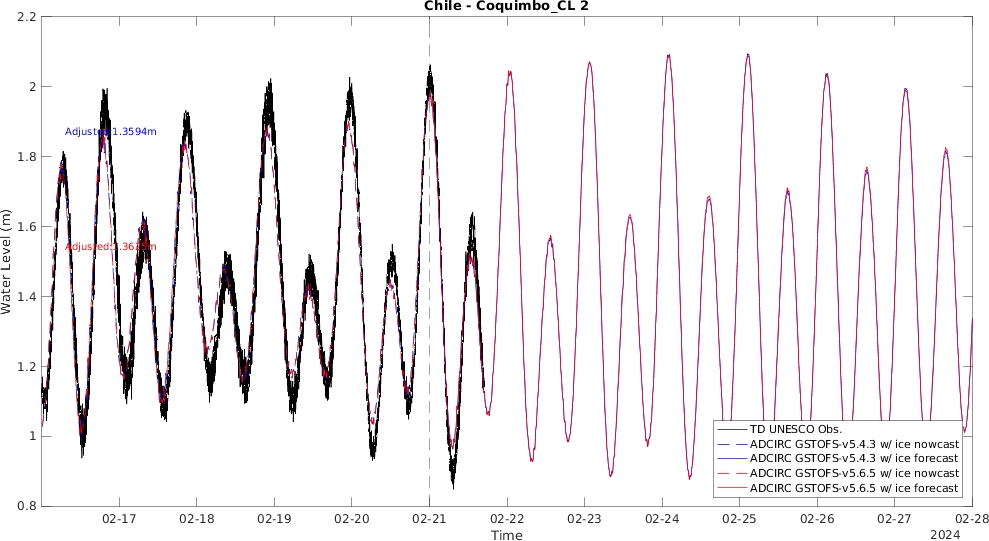 Chile - Coquimbo_CL 2
2.2
2
1.8
1.6
1.4
1.2
1
0.8
Water Level (m)
Adjusted:1.3594m
02-17
02-18
02-19
02-20
02-21
02-22
02-23
02-24
02-25
02-26
02-27
02-28
Time
2024
TD UNESCO Obs.
ADCIRC GSTOFS-v5.4.3 w/ ice nowcast
ADCIRC GSTOFS-v5.4.3 w/ ice forecast
ADCIRC GSTOFS-v5.6.5 w/ ice nowcast
ADCIRC GSTOFS-v5.6.5 w/ ice forecast